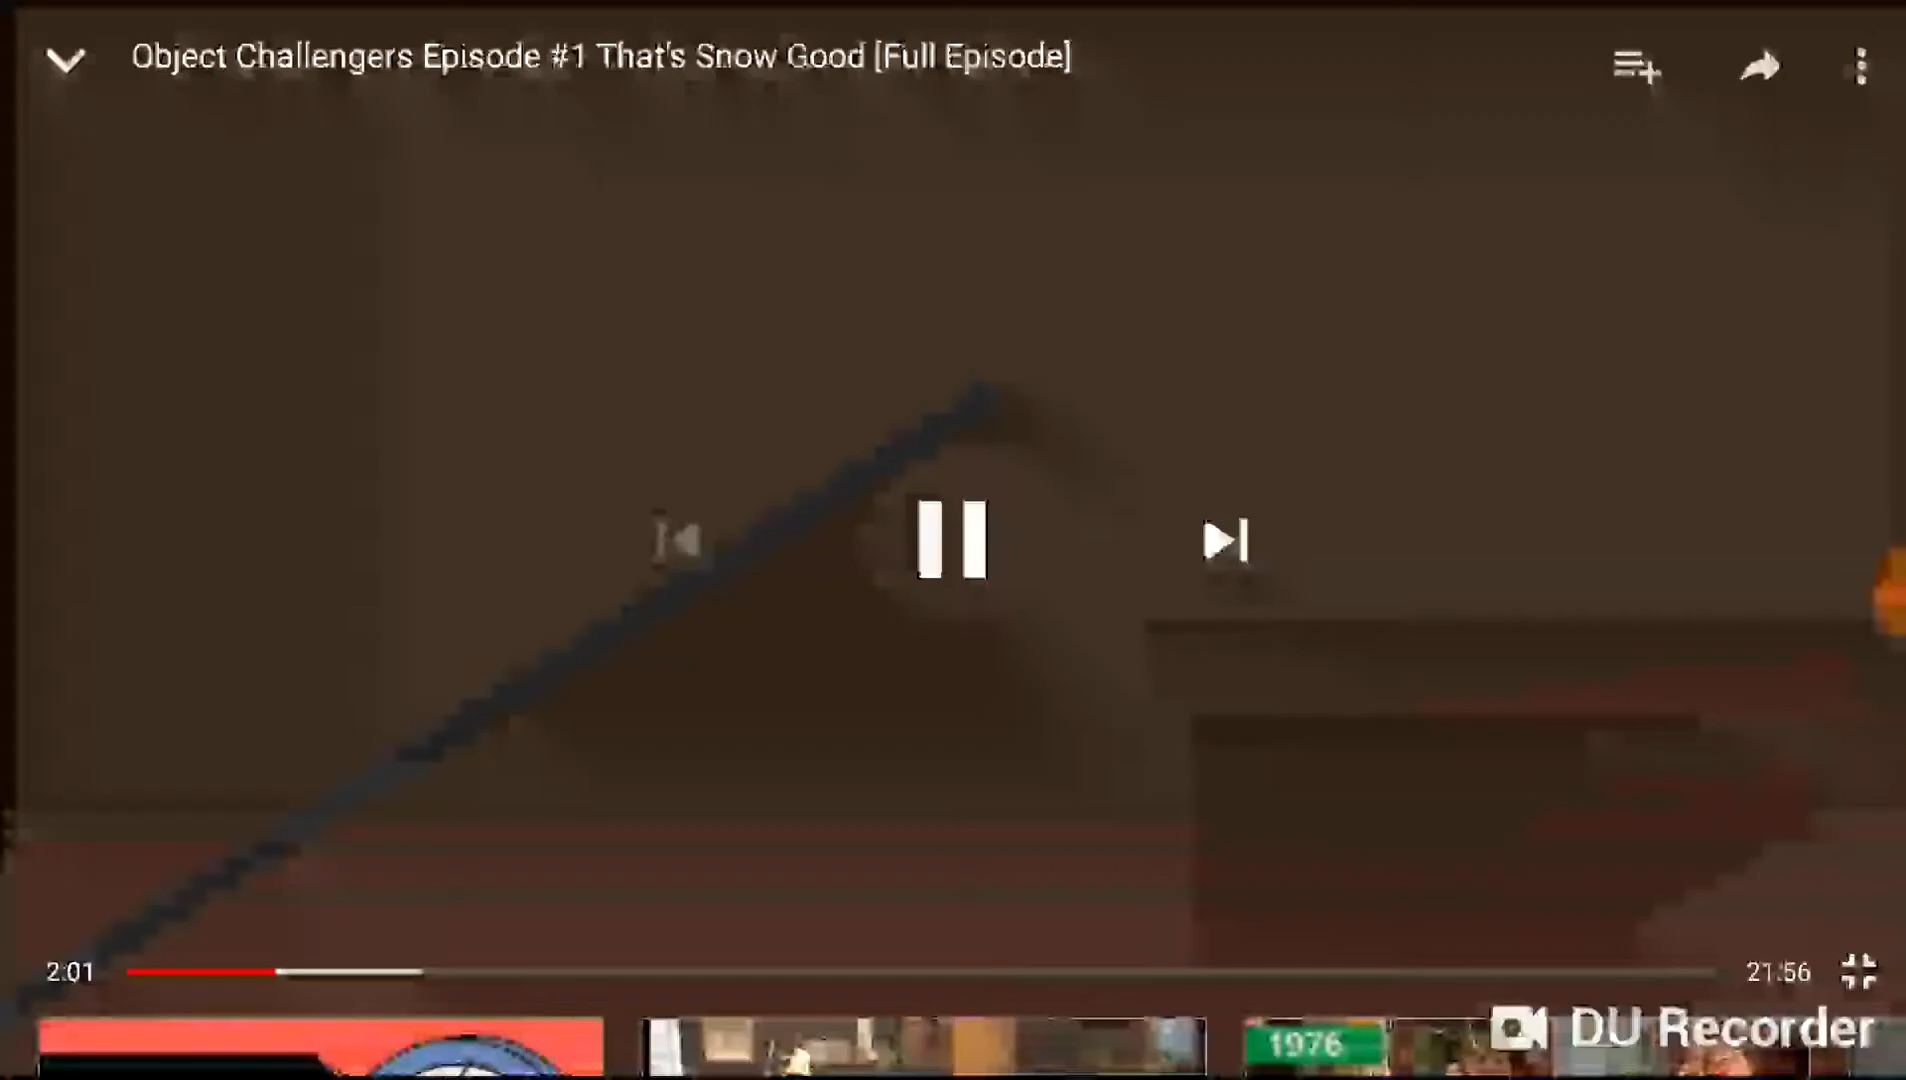 Object Challengers Episode #1 That's Snow Good [Full Episode]
2:01
21:56
1976
DU Recorder